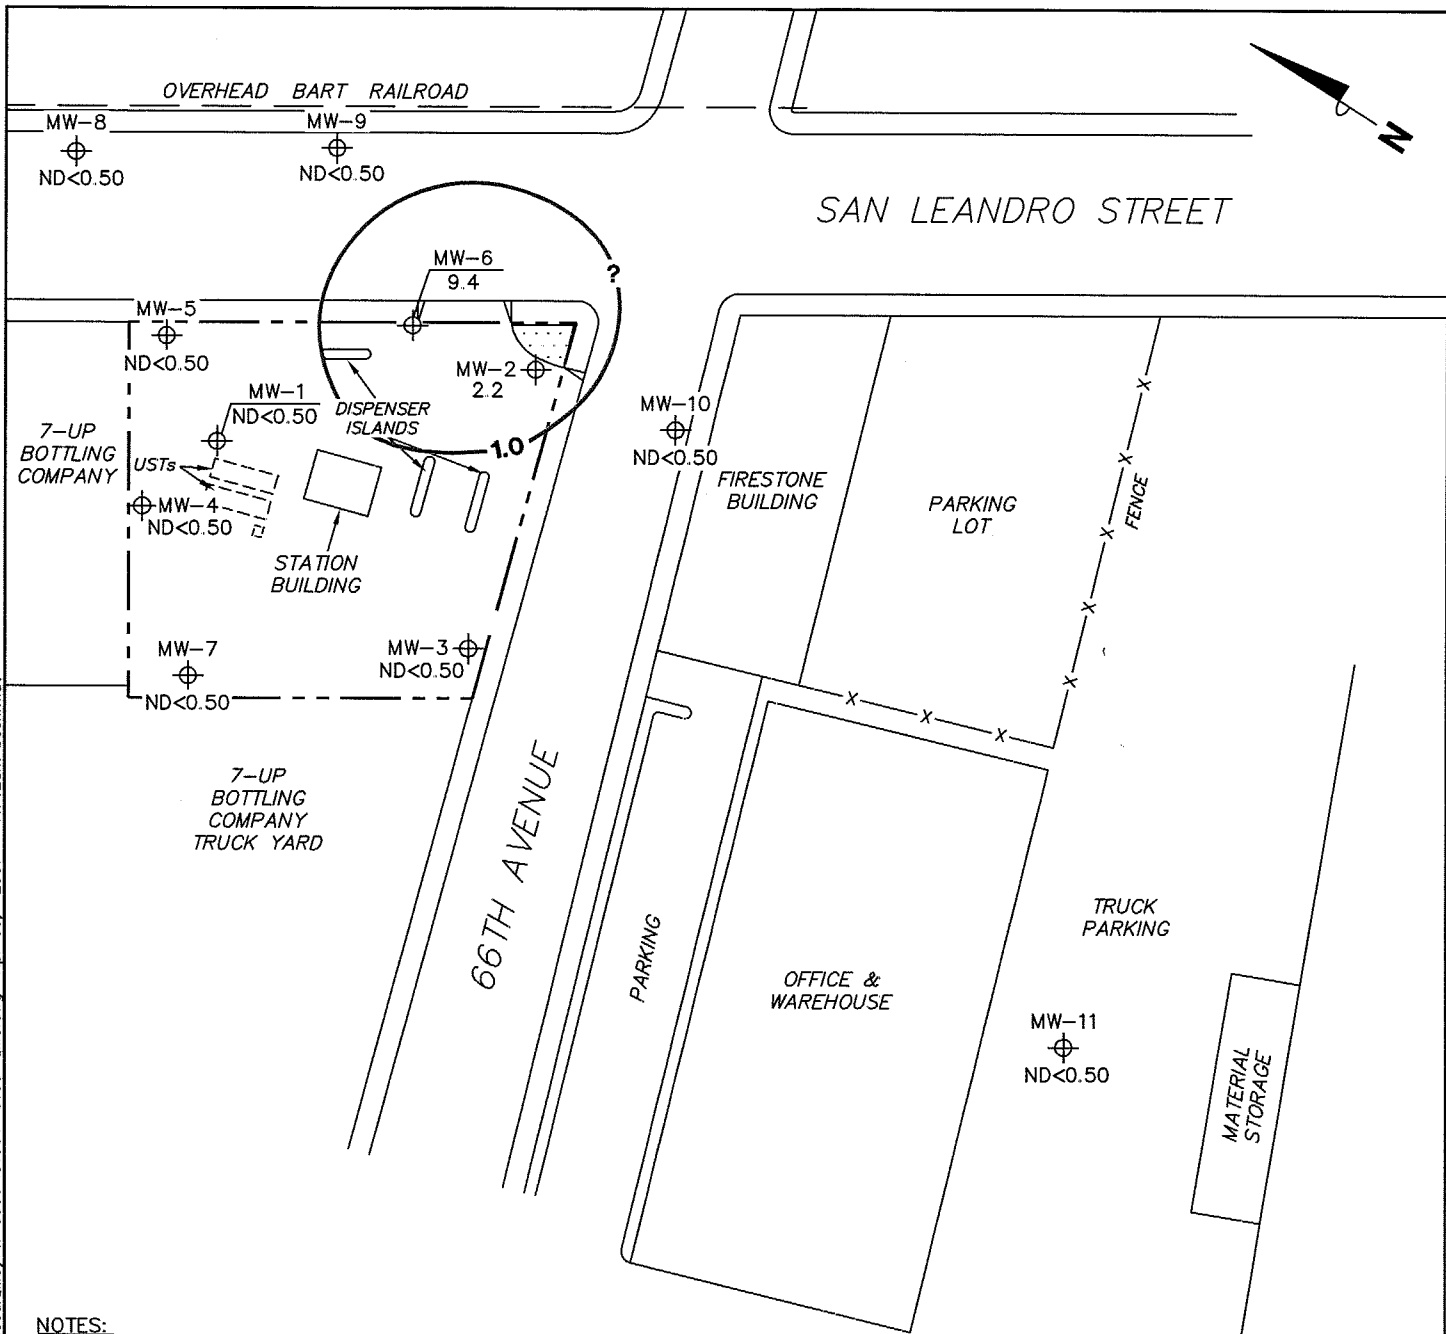 OVERHEAD BART RAILROAD
MW-8
ND<0.50
MW-9
ND<0.50
N
SAN LEANDRO STREET
MW-6
9.4
?
MW-5
ND<0.50
MW-2
2.2
MW-1
ND<0.50
DISPENSER
ISLANDS
1.0
MW-10
ND<0.50
7-UP
BOTTLING
COMPANY
USTs
MW-4
ND<0.50
STATION
BUILDING
FIRESTONE
BUILDING
PARKING
LOT
X
X
X
X
X
FENCE
MW-7
ND<0.50
MW-3
ND<0.50
X
X
X
7-UP
BOTTLING
COMPANY
TRUCK YARD
66TH AVENUE
PARKING
OFFICE &
WAREHOUSE
TRUCK
PARKING
MW-11
ND<0.50
MATERIAL
STORAGE
NOTES: